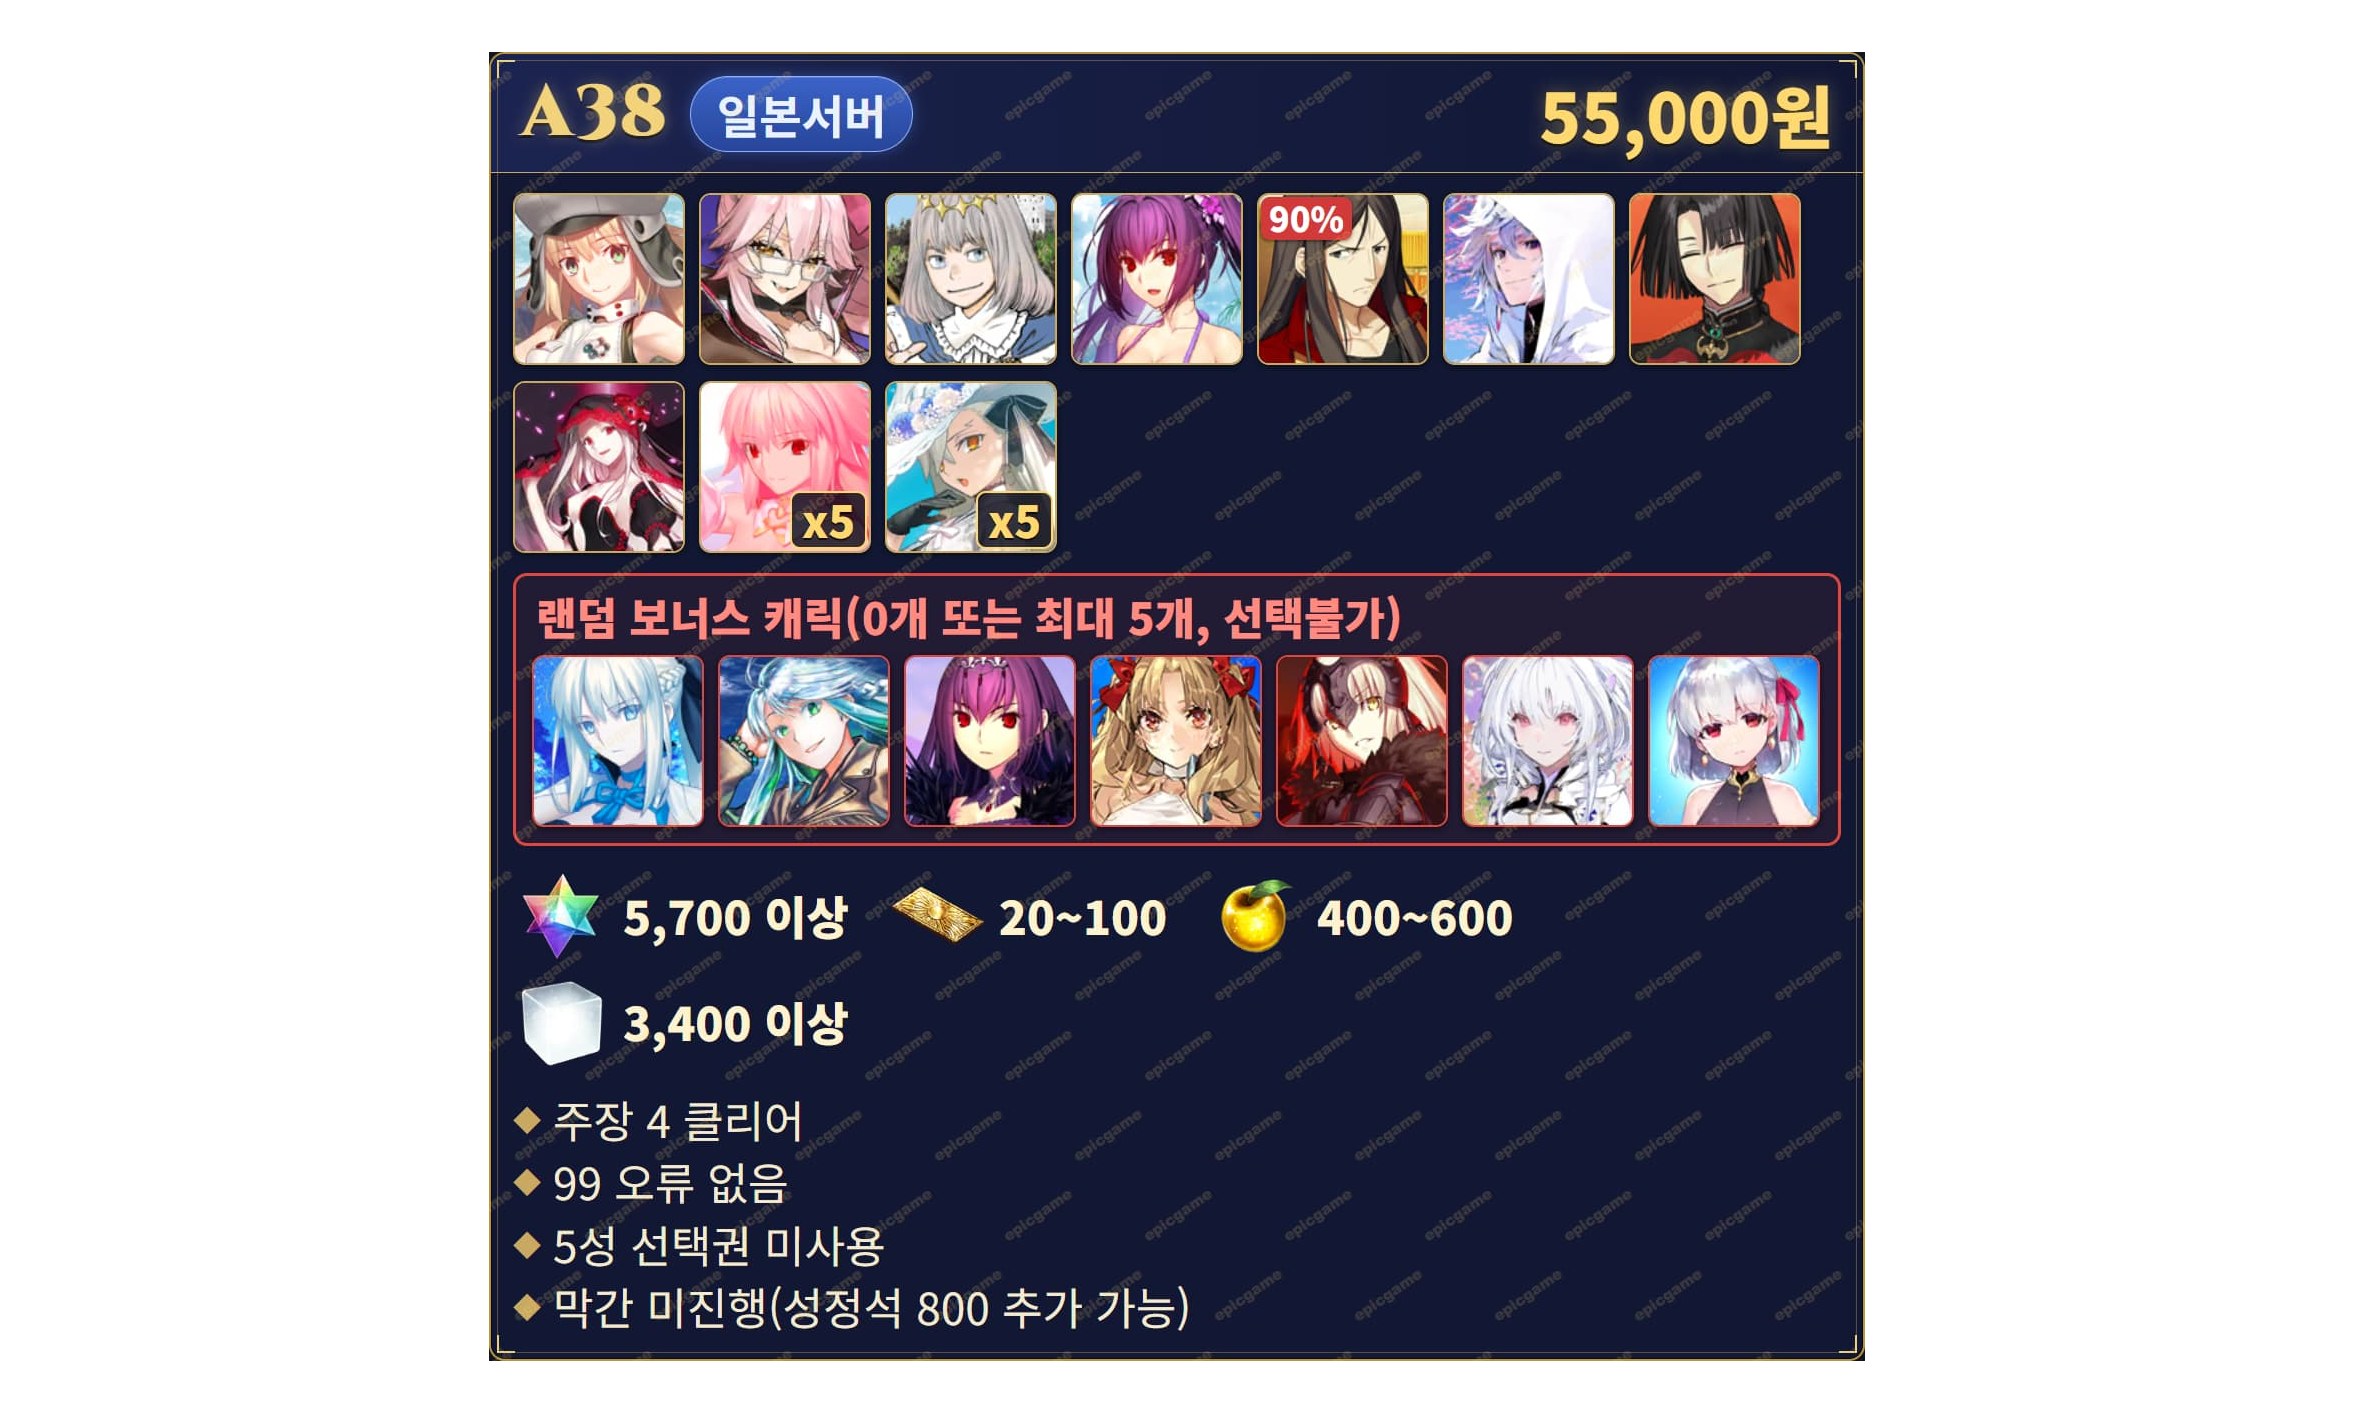 A38 일본서버 55,000원
90%
x5 x5
랜덤 보너스 캐릭(0개 또는 최대 5개, 선택불가)
5,700 이상 20~100 400~600
3,400 이상
◆ 주장 4 클리어
◆ 99 오류 없음
◆ 5성 선택권 미사용
◆ 막간 미진행(성정석 800 추가 가능)
epicgame